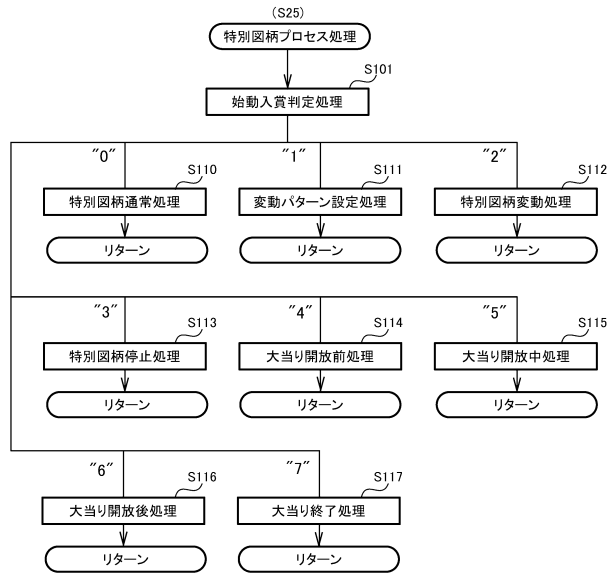 (S25)
特別図柄プロセス処理
S101
始動入賞判定処理
″0″
″1″
″2″
S110
S111
S112
特別図柄通常処理
変動パターン設定処理
特別図柄変動処理
リターン
リターン
リターン
″3″
″4″
″5″
S113
S114
S115
特別図柄停止処理
大当り開放前処理
大当り開放中処理
リターン
リターン
リターン
″6″
″7″
S116
S117
大当り開放後処理
大当り終了処理
リターン
リターン